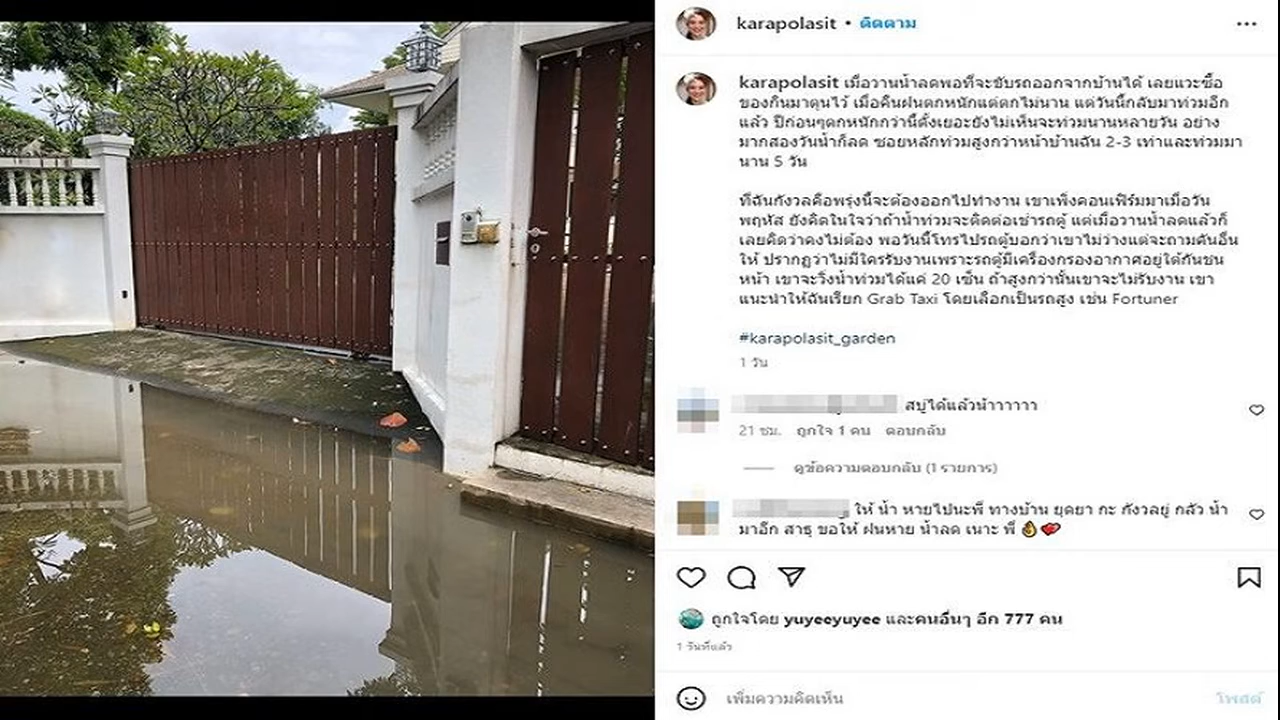 karapolasit • ติดตาม
karapolasit เมื่อวานน้ำลดพอที่จะขับรถออกจากบ้านได้ เลยแวะซื้อ
ของกินมาตุนไว้ เมื่อคืนฝนตกหนักแต่ตกไม่นาน แต่วันนี้กลับมาท่วมอีก
แล้ว ปีก่อนๆตกหนักกว่านี้ตั้งเยอะยังไม่เห็นจะท่วมนานหลายวัน อย่าง
มากสองวันน้ำก็ลด ซอยหลักท่วมสูงกว่าหน้าบ้านฉัน 2-3 เท่าและท่วมมา
นาน 5 วัน
ที่ฉันกังวลคือพรุ่งนี้จะต้องออกไปทำงาน เขาเพิ่งคอนเฟิร์มมาเมื่อวัน
พฤหัส ยังคิดในใจว่าถ้าน้ำท่วมจะติดต่อเช่ารถตู้ แต่เมื่อวานน้ำลดแล้วก็
เลยคิดว่าคงไม่ต้อง พอวันนี้โทรไปรถตู้บอกว่าเขาไม่ว่างแต่จะถามคันอื่น
ให้ ปรากฏว่าไม่มีใครรับงานเพราะรถตู้มีเครื่องกรองอากาศอยู่ใต้กันชน
หน้า เขาจะวิ่งน้ำท่วมได้แค่ 20 เซ็น ถ้าสูงกว่านั้นเขาจะไม่รับงาน เขา
แนะนำให้ฉันเรียก Grab Taxi โดยเลือกเป็นรถสูง เช่น Fortuner
#karapolasit_garden
1 วัน
สบู่ได้แล้วน้าาาาาา
21 ชม. ถูกใจ 1 คน ตอบกลับ
ดูข้อความตอบกลับ (1 รายการ)
ให้ น้ำ หายไปนะพี่ ทางบ้าน ยุดยา กะ กังวลยู่ กลัว น้ำ
มาอีก สาธุ ขอให้ ฝนหาย น้ำลด เนาะ พี่ 👌💝
ถูกใจโดย yuyeeyuyee และคนอื่นๆ อีก 777 คน
1 วันที่แล้ว
เพิ่มความคิดเห็น
โพสต์